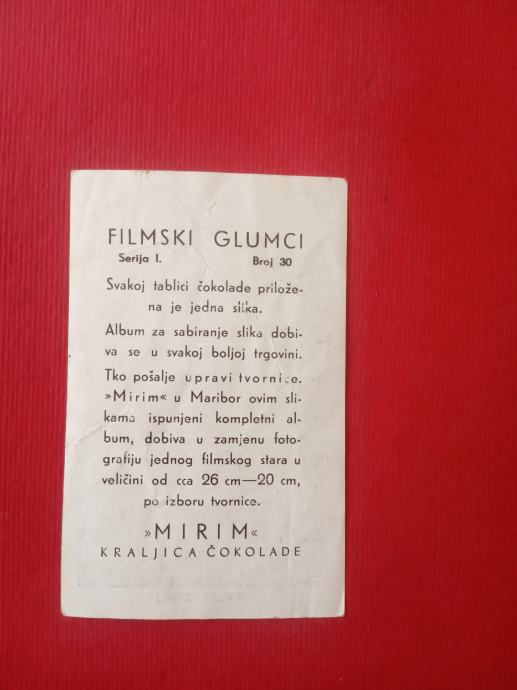 FILMSKI GLUMCI
Serija I. Broj 30
Svakoj tablici čokolade prilože-
na je jedna slika.
Album za sabiranje slika dobi-
va se u svakoj boljoj trgovini.
Tko pošalje upravi tvornice.
»Mirim« u Maribor ovim sli-
kama ispunjeni kompletni al-
bum, dobiva u zamjenu foto-
grafiju jednog filmskog stara u
veličini od cca 26 cm—20 cm,
po izboru tvornice.
»MIRIM«
KRALJICA ČOKOLADE